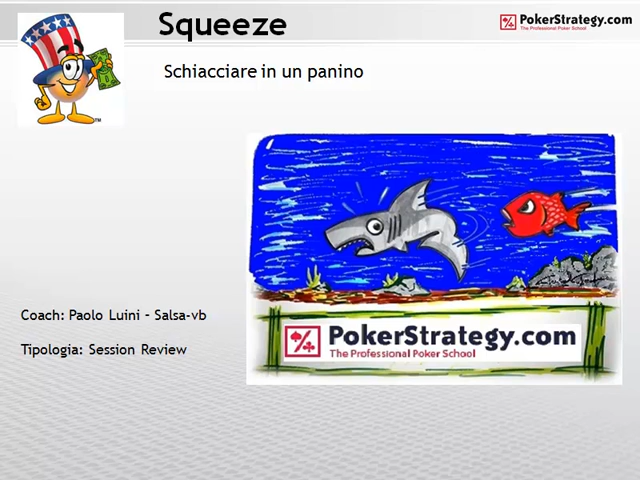 Squeeze
PokerStrategy.com
The Professional Poker School
Schiacciare in un panino
Coach: Paolo Luini – Salsa-vb
Tipologia: Session Review
PokerStrategy.com
The Professional Poker School